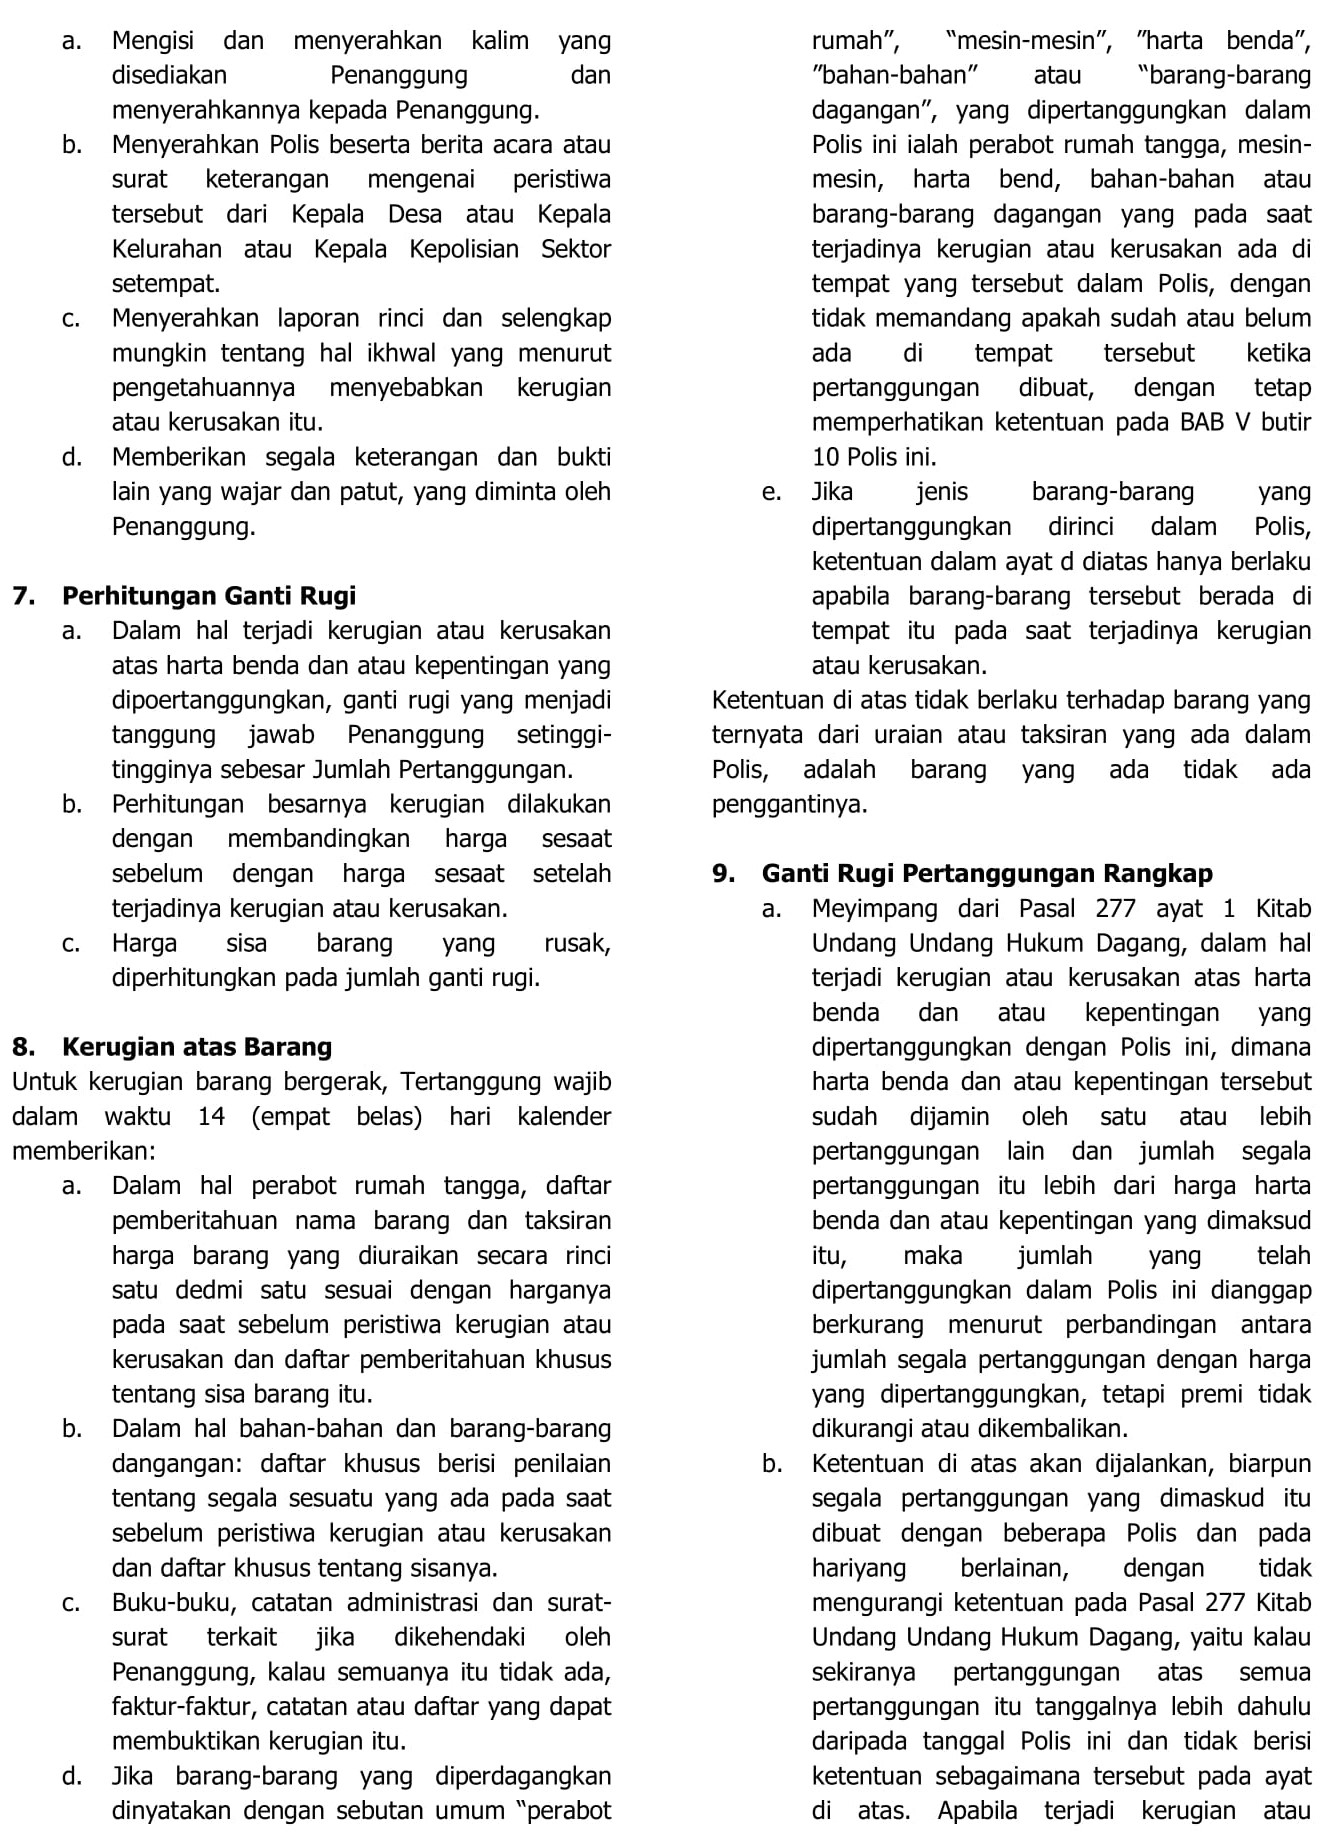 a. Mengisi dan menyerahkan kalim yang
disediakan Penanggung dan
menyerahkannya kepada Penanggung.
b. Menyerahkan Polis beserta berita acara atau
surat keterangan mengenai peristiwa
tersebut dari Kepala Desa atau Kepala
Kelurahan atau Kepala Kepolisian Sektor
setempat.
c. Menyerahkan laporan rinci dan selengkap
mungkin tentang hal ikhwal yang menurut
pengetahuannya menyebabkan kerugian
atau kerusakan itu.
d. Memberikan segala keterangan dan bukti
lain yang wajar dan patut, yang diminta oleh
Penanggung.
7. Perhitungan Ganti Rugi
a. Dalam hal terjadi kerugian atau kerusakan
atas harta benda dan atau kepentingan yang
dipoertanggungkan, ganti rugi yang menjadi
tanggung jawab Penanggung setinggi-
tingginya sebesar Jumlah Pertanggungan.
b. Perhitungan besarnya kerugian dilakukan
dengan membandingkan harga sesaat
sebelum dengan harga sesaat setelah
terjadinya kerugian atau kerusakan.
c. Harga sisa barang yang rusak,
diperhitungkan pada jumlah ganti rugi.
8. Kerugian atas Barang
Untuk kerugian barang bergerak, Tertanggung wajib
dalam waktu 14 (empat belas) hari kalender
memberikan:
a. Dalam hal perabot rumah tangga, daftar
pemberitahuan nama barang dan taksiran
harga barang yang diuraikan secara rinci
satu dedmi satu sesuai dengan harganya
pada saat sebelum peristiwa kerugian atau
kerusakan dan daftar pemberitahuan khusus
tentang sisa barang itu.
b. Dalam hal bahan-bahan dan barang-barang
dangangan: daftar khusus berisi penilaian
tentang segala sesuatu yang ada pada saat
sebelum peristiwa kerugian atau kerusakan
dan daftar khusus tentang sisanya.
c. Buku-buku, catatan administrasi dan surat-
surat terkait jika dikehendaki oleh
Penanggung, kalau semuanya itu tidak ada,
faktur-faktur, catatan atau daftar yang dapat
membuktikan kerugian itu.
d. Jika barang-barang yang diperdagangkan
dinyatakan dengan sebutan umum “perabot
rumah”, “mesin-mesin”, ”harta benda”,
”bahan-bahan” atau “barang-barang
dagangan”, yang dipertanggungkan dalam
Polis ini ialah perabot rumah tangga, mesin-
mesin, harta bend, bahan-bahan atau
barang-barang dagangan yang pada saat
terjadinya kerugian atau kerusakan ada di
tempat yang tersebut dalam Polis, dengan
tidak memandang apakah sudah atau belum
ada di tempat tersebut ketika
pertanggungan dibuat, dengan tetap
memperhatikan ketentuan pada BAB V butir
10 Polis ini.
e. Jika jenis barang-barang yang
dipertanggungkan dirinci dalam Polis,
ketentuan dalam ayat d diatas hanya berlaku
apabila barang-barang tersebut berada di
tempat itu pada saat terjadinya kerugian
atau kerusakan.
Ketentuan di atas tidak berlaku terhadap barang yang
ternyata dari uraian atau taksiran yang ada dalam
Polis, adalah barang yang ada tidak ada
penggantinya.
9. Ganti Rugi Pertanggungan Rangkap
a. Meyimpang dari Pasal 277 ayat 1 Kitab
Undang Undang Hukum Dagang, dalam hal
terjadi kerugian atau kerusakan atas harta
benda dan atau kepentingan yang
dipertanggungkan dengan Polis ini, dimana
harta benda dan atau kepentingan tersebut
sudah dijamin oleh satu atau lebih
pertanggungan lain dan jumlah segala
pertanggungan itu lebih dari harga harta
benda dan atau kepentingan yang dimaksud
itu, maka jumlah yang telah
dipertanggungkan dalam Polis ini dianggap
berkurang menurut perbandingan antara
jumlah segala pertanggungan dengan harga
yang dipertanggungkan, tetapi premi tidak
dikurangi atau dikembalikan.
b. Ketentuan di atas akan dijalankan, biarpun
segala pertanggungan yang dimaskud itu
dibuat dengan beberapa Polis dan pada
hariyang berlainan, dengan tidak
mengurangi ketentuan pada Pasal 277 Kitab
Undang Undang Hukum Dagang, yaitu kalau
sekiranya pertanggungan atas semua
pertanggungan itu tanggalnya lebih dahulu
daripada tanggal Polis ini dan tidak berisi
ketentuan sebagaimana tersebut pada ayat
di atas. Apabila terjadi kerugian atau